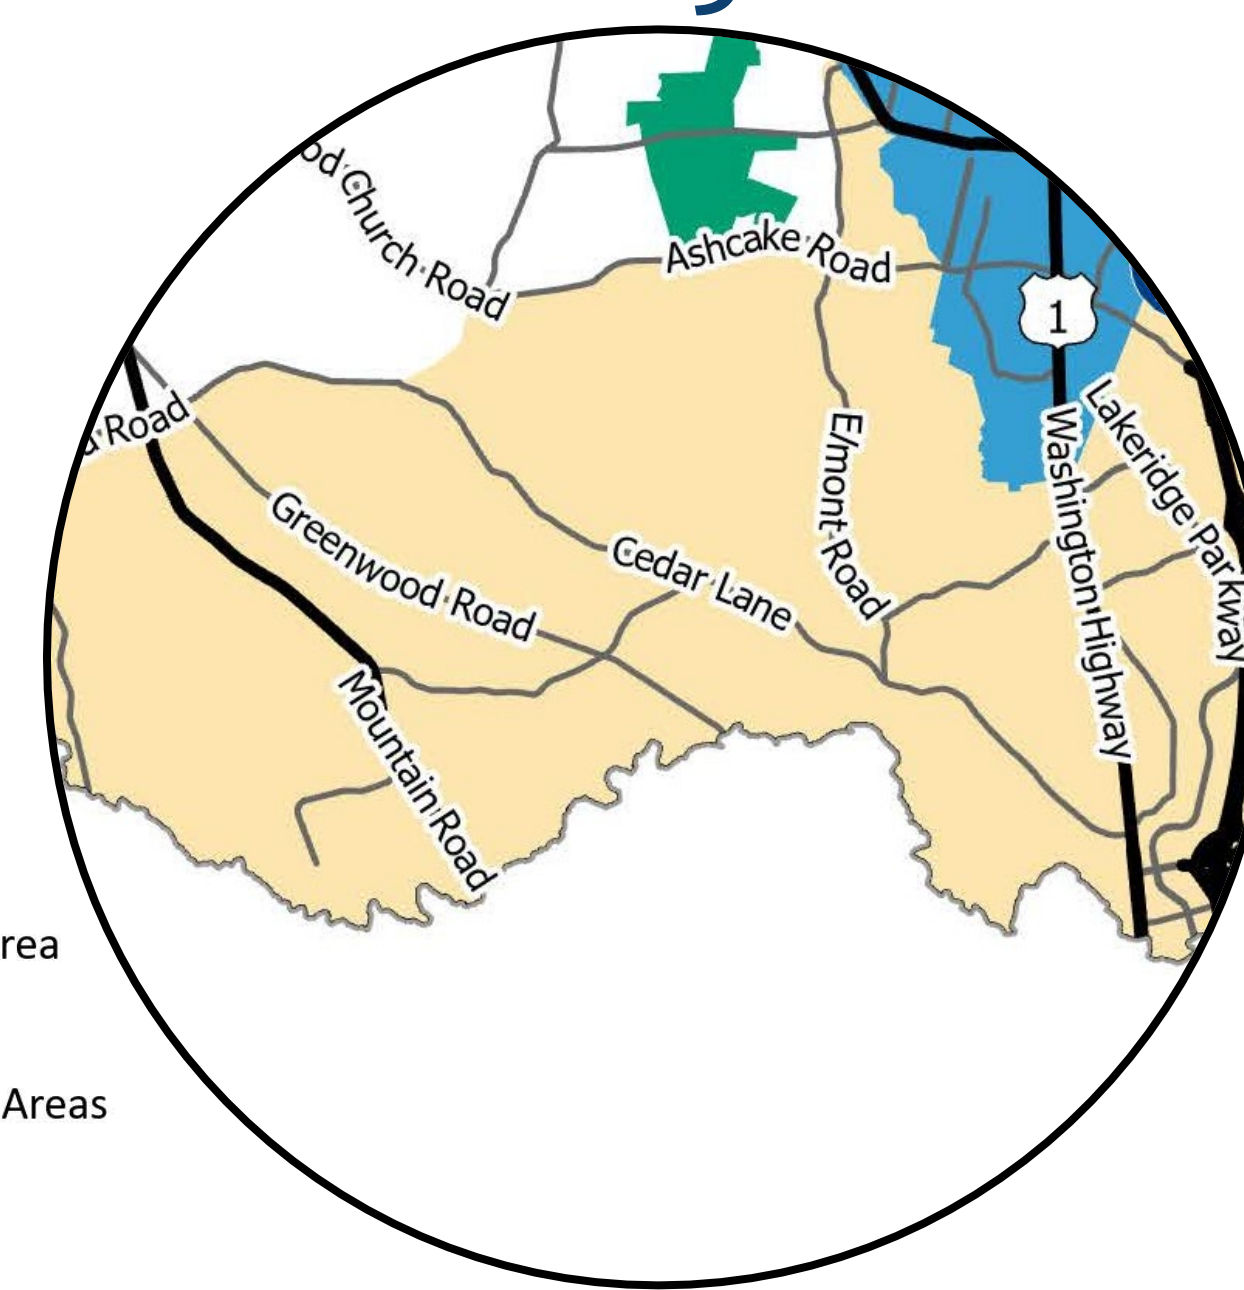 Church Road
Ashcake Road
1
Road
Elmont Road
Washington Highway
Lakeridge Parkway
Greenwood Road
Cedar Lane
Mountain Road
Areas